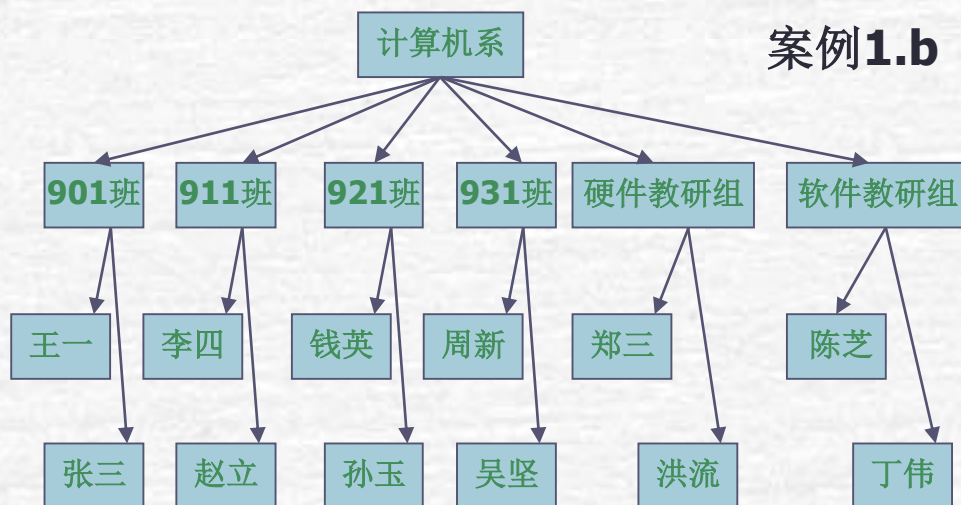 计算机系
案例1.b
901班
911班
921班
931班
硬件教研组
软件教研组
王一
李四
钱英
周新
郑三
陈芝
张三
赵立
孙玉
吴坚
洪流
丁伟